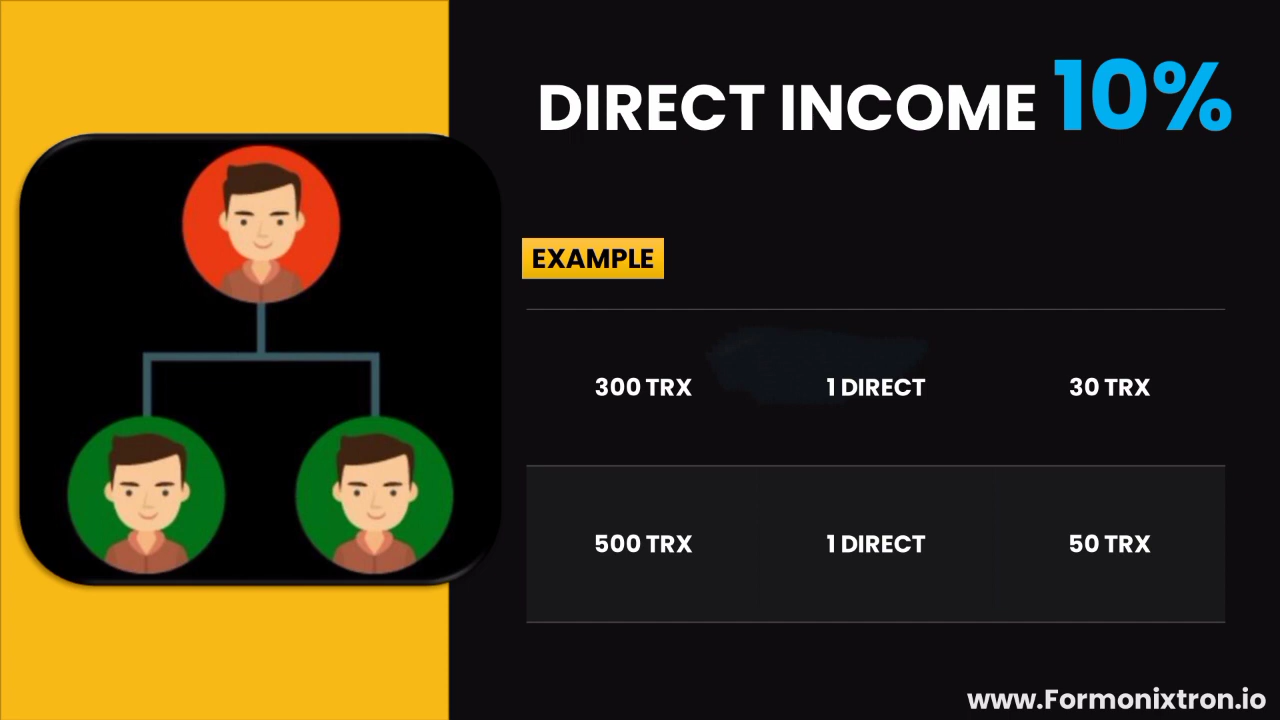 DIRECT INCOME 10%
EXAMPLE
300 TRX 1 DIRECT 30 TRX
500 TRX 1 DIRECT 50 TRX
www.Formonixtron.io